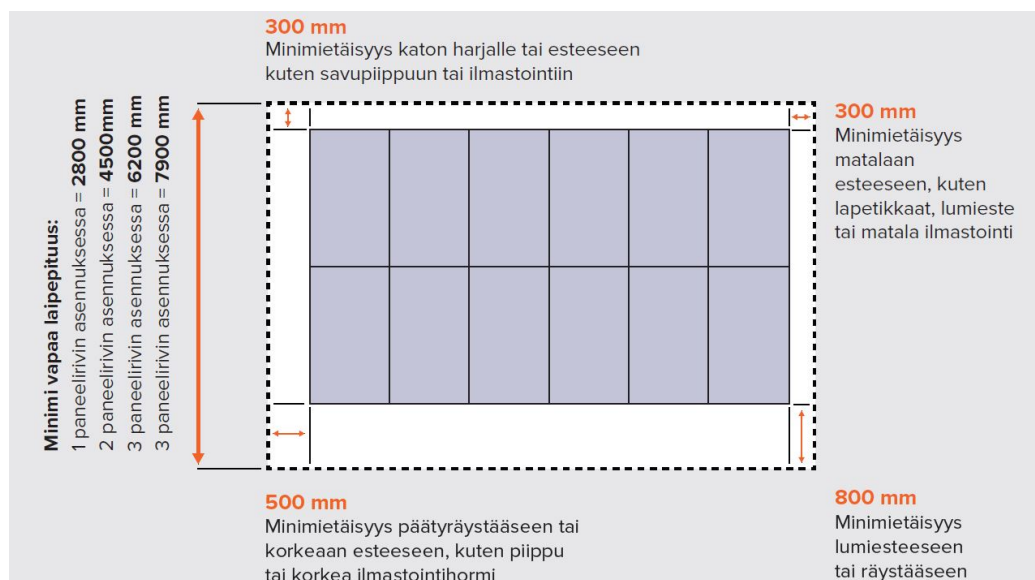 300 mm
Minimietäisyys katon harjalle tai esteeseen
kuten savupiippuun tai ilmastointiin
Minimi vapaa laipepituus:
1 paneelirivin asennuksessa = 2800 mm
2 paneelirivin asennuksessa = 4500mm
3 paneelirivin asennuksessa = 6200 mm
3 paneelirivin asennuksessa = 7900 mm
300 mm
Minimietäisyys
matalaan
esteeseen, kuten
lapetikkaat, lumieste
tai matala ilmastointi
500 mm
Minimietäisyys päätyräystääseen tai
korkeaan esteeseen, kuten piippu
tai korkea ilmastointihormi
800 mm
Minimietäisyys
lumiesteeseen
tai räystääseen